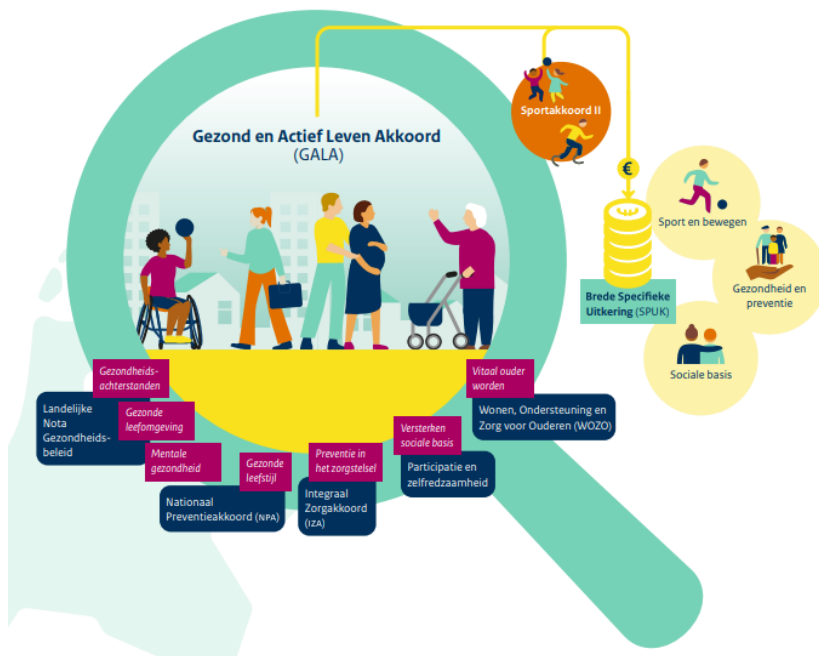 Gezond en Actief Leven Akkoord
(GALA)
Sportakkoord II
€
Sport en bewegen
Gezondheid en
preventie
Brede Specifieke
Uitkering (SPUK)
Sociale basis
Gezondheids-
achterstanden
Landelijke
Nota
Gezondheids-
beleid
Gezonde
leefomgeving
Mentale
gezondheid
Gezonde
leefstijl
Nationaal
Preventieakkoord (NPA)
Preventie in
het zorgstelsel
Integraal
Zorgakkoord
(IZA)
Versterken
sociale basis
Participatie en
zelfredzaamheid
Vitaal ouder
worden
Wonen, Ondersteuning en
Zorg voor Ouderen (WOZO)